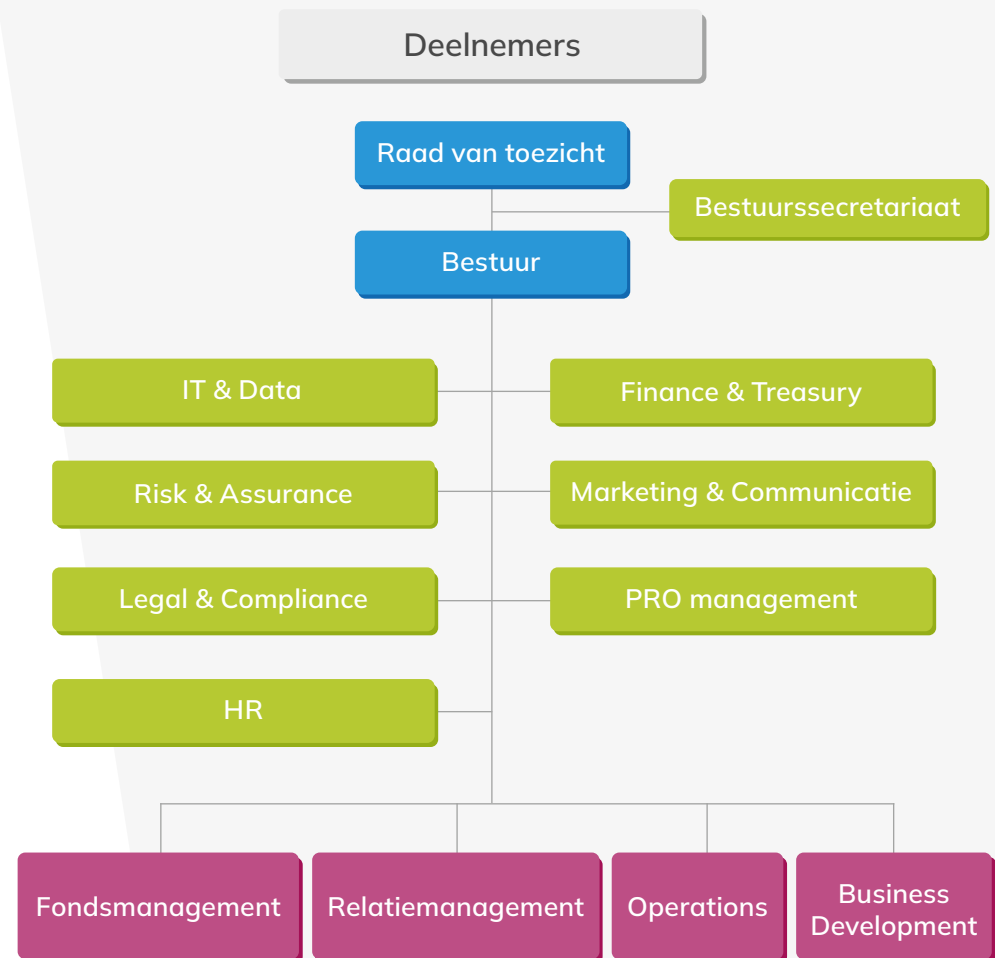 Deelnemers
Raad van toezicht
Bestuurssecretariaat
Bestuur
IT & Data
Finance & Treasury
Risk & Assurance
Marketing & Communicatie
Legal & Compliance
PRO management
HR
Fondsmanagement
Relatiemanagement
Operations
Business
Development